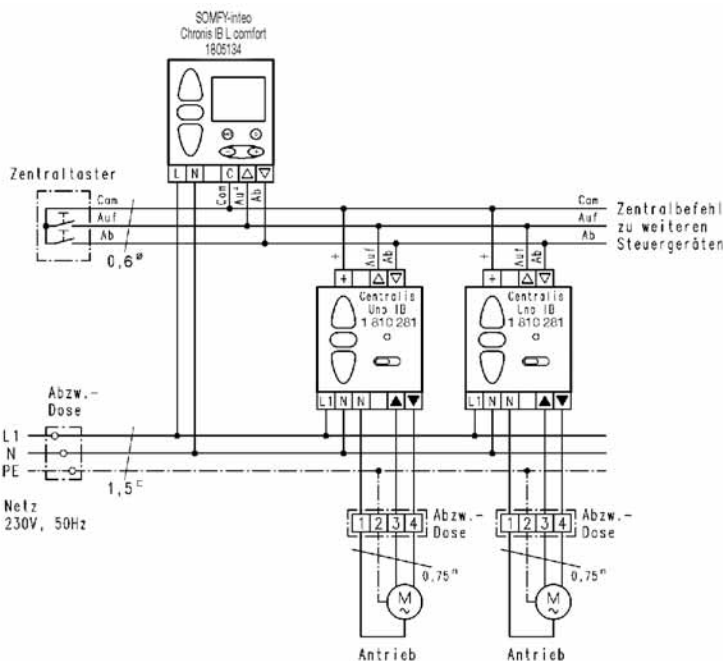 SOMFY-inteo
Chronis IB L comfort
1805134
L N C △ ▽
Zentraltaster
Com Auf Ab
Com
Auf
Ab
0,6ø
Com
Auf
Ab
Zentralbefehl
zu weiteren
Steuergeräten
+ Auf Ab
+ △ ▽
Centralis
Uno IB
1 810 281
L1 N N ▲ ▼
+ Auf Ab
+ △ ▽
Centralis
Uno IB
1 810 281
L1 N N ▲ ▼
Abzw.-
Dose
L1
N
PE
1,5□
Netz
230V, 50Hz
1 2 3 4
Abzw.-
Dose
0,75□
M
~
Antrieb
1 2 3 4
Abzw.-
Dose
0,75□
M
~
Antrieb